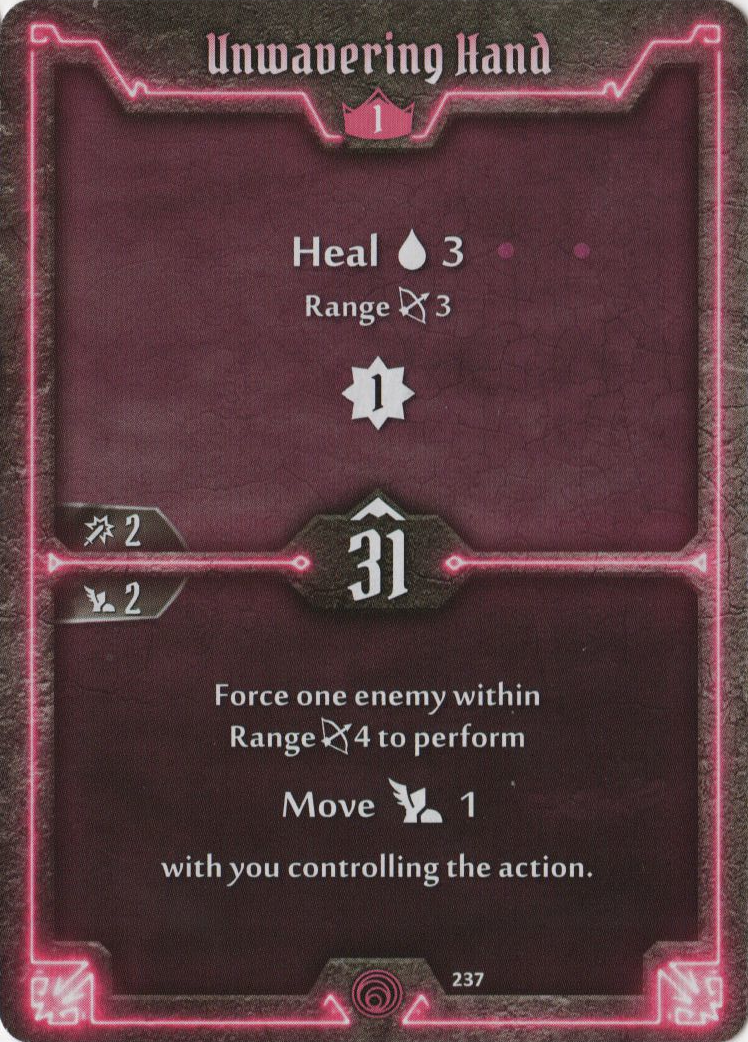 Unwavering Hand
1
Heal 3
Range 3
1
2
31
2
Force one enemy within
Range 4 to perform
Move 1
with you controlling the action.
237